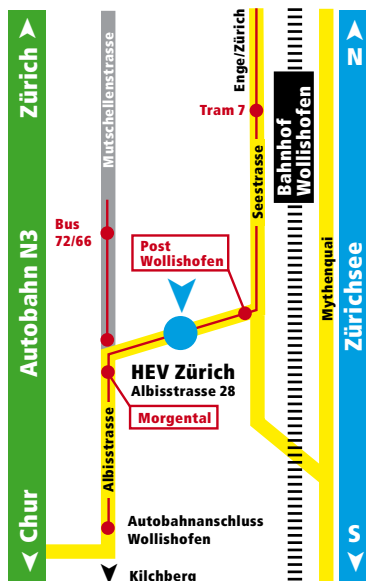 Zürich
Autobahn N3
Chur
Mutschellenstrasse
Enge/Zürich
Tram 7
Seestrasse
Bahnhof
Wollishofen
N
Zürichsee
S
Mythenquai
Bus
72/66
Post
Wollishofen
HEV Zürich
Albisstrasse 28
Morgental
Albisstrasse
Autobahnanschluss
Wollishofen
Kilchberg